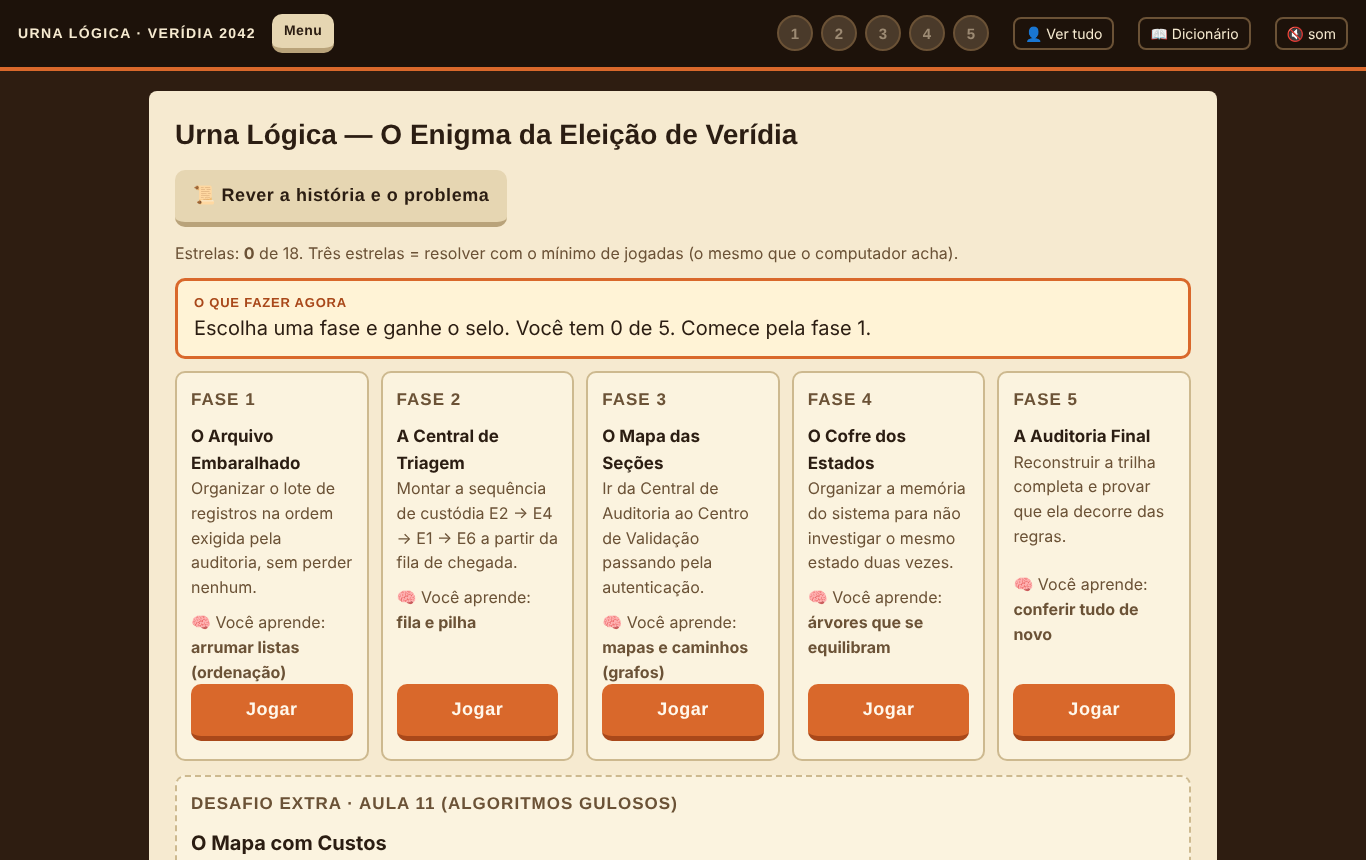 URNA LÓGICA · VERÍDIA 2042
Menu
1 2 3 4 5
Ver tudo
Dicionário
som
Urna Lógica — O Enigma da Eleição de Verídia
Rever a história e o problema
Estrelas: 0 de 18. Três estrelas = resolver com o mínimo de jogadas (o mesmo que o computador acha).
O QUE FAZER AGORA
Escolha uma fase e ganhe o selo. Você tem 0 de 5. Comece pela fase 1.
FASE 1
O Arquivo
Embaralhado
Organizar o lote de
registros na ordem
exigida pela
auditoria, sem perder
nenhum.
Você aprende:
arrumar listas
(ordenação)
Jogar
FASE 2
A Central de
Triagem
Montar a sequência
de custódia E2 → E4
→ E1 → E6 a partir da
fila de chegada.
Você aprende:
fila e pilha
Jogar
FASE 3
O Mapa das
Seções
Ir da Central de
Auditoria ao Centro
de Validação
passando pela
autenticação.
Você aprende:
mapas e caminhos
(grafos)
Jogar
FASE 4
O Cofre dos
Estados
Organizar a memória
do sistema para não
investigar o mesmo
estado duas vezes.
Você aprende:
árvores que se
equilibram
Jogar
FASE 5
A Auditoria Final
Reconstruir a trilha
completa e provar
que ela decorre das
regras.
Você aprende:
conferir tudo de
novo
Jogar
DESAFIO EXTRA · AULA 11 (ALGORITMOS GULOSOS)
O Mapa com Custos